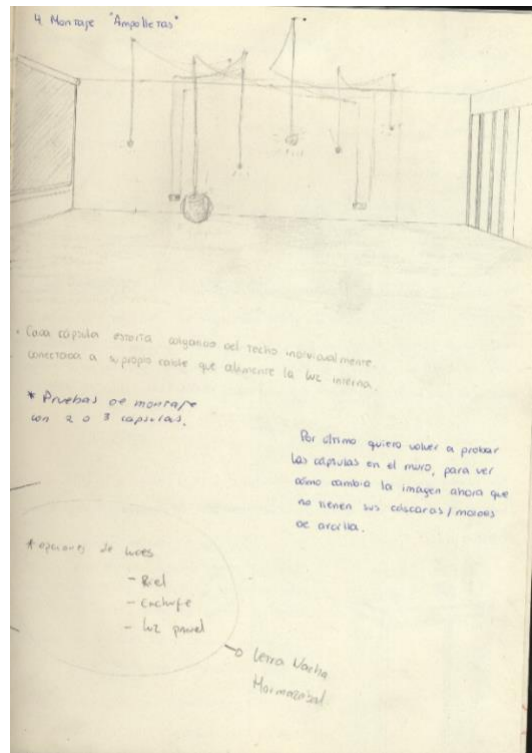 4. Montaje "Ampolletas"
• Cada cápsula estaría colgando del techo individualmente
conectada a su propio cable que alimente la luz interna.
* Pruebas de montaje
con 2 o 3 capsulas.
Por último quiero volver a probar
las cápsulas en el muro, para ver
cómo cambia la imagen ahora que
no tienen sus cáscaras/moldes
de arcilla.
* opciones de luces
- Riel
- Enchufe
- luz panel
Letra Nacha
Hormazabal